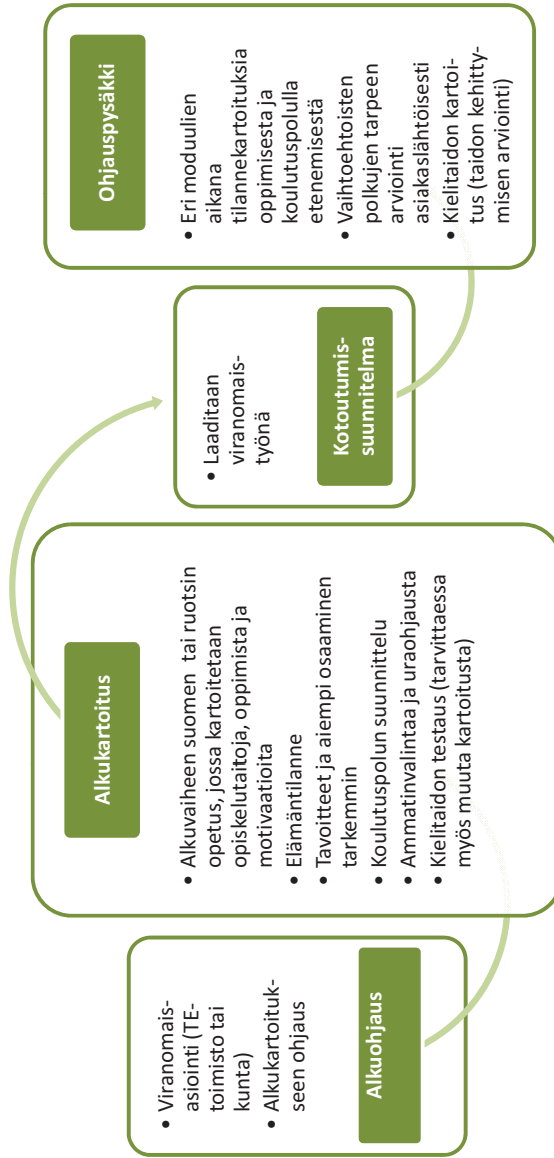 • Viranomais-
asiointi (TE-
toimisto tai
kunta)
• Alkukartoituk-
seen ohjaus
Alkuohjaus
Alkukartoitus
• Alkuvaiheen suomen tai ruotsin
opetus, jossa kartoitetaan
opiskelutaitoja, oppimista ja
motivaatioita
• Elämäntilanne
• Tavoitteet ja aiempi osaaminen
tarkemmin
• Koulutuspolun suunnittelu
• Ammatinvalintaa ja uraohjausta
• Kielitaidon testaus (tarvittaessa
myös muuta kartoitusta)
• Laaditaan
viranomais-
työnä
Kotoutumis-
suunnitelma
Ohjauspysäkki
• Eri moduulien
aikana
tilannekartoituksia
oppimisesta ja
koulutuspolulla
etenemisestä
• Vaihtoehtoisten
polkujen tarpeen
arviointi
asiakaslähtöisesti
• Kielitaidon kartoi-
tus (taidon kehitty-
misen arviointi)